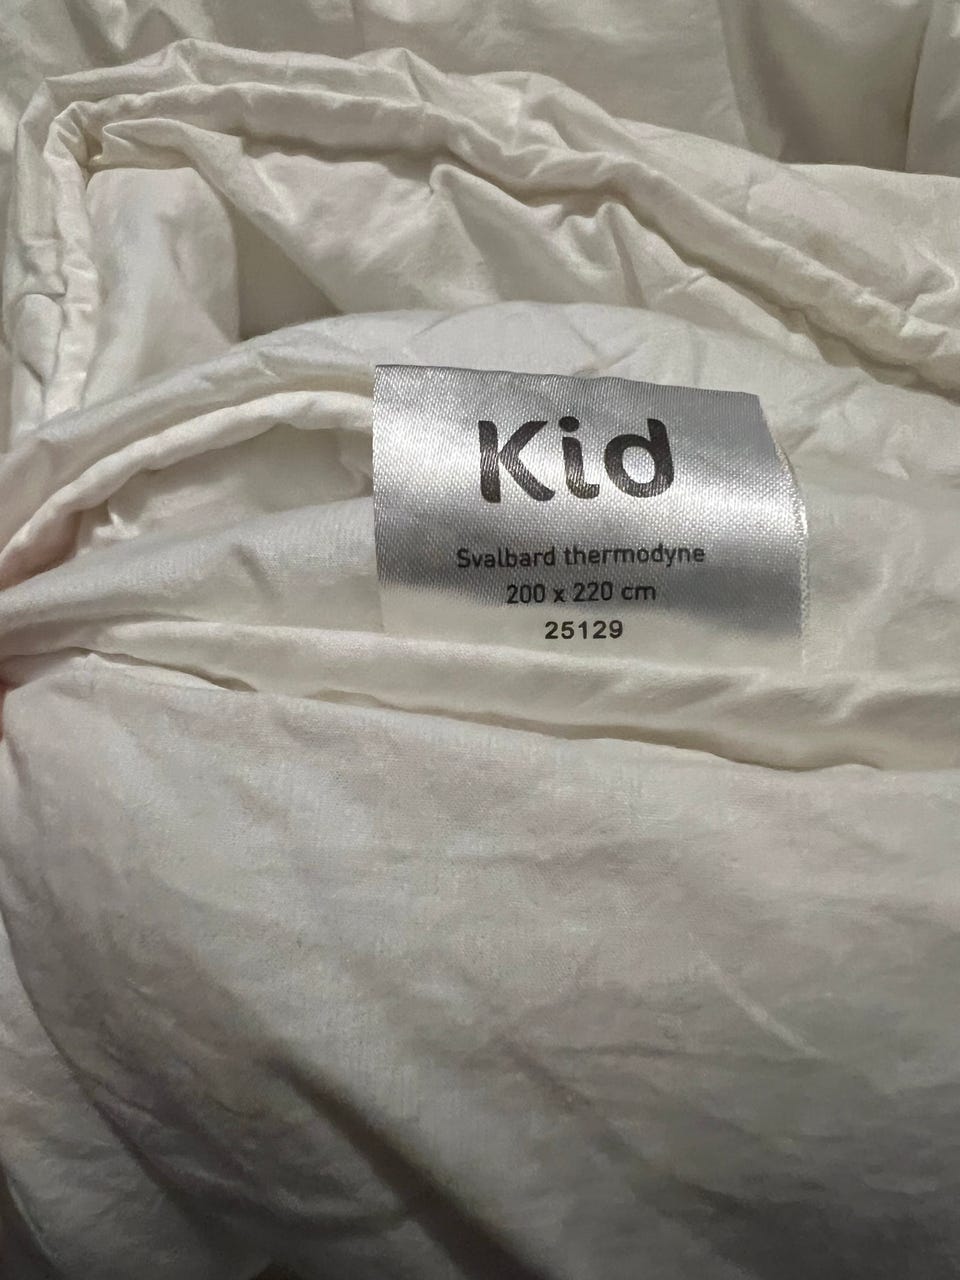 Kid
Svalbard thermodyne
200 x 220 cm
25129